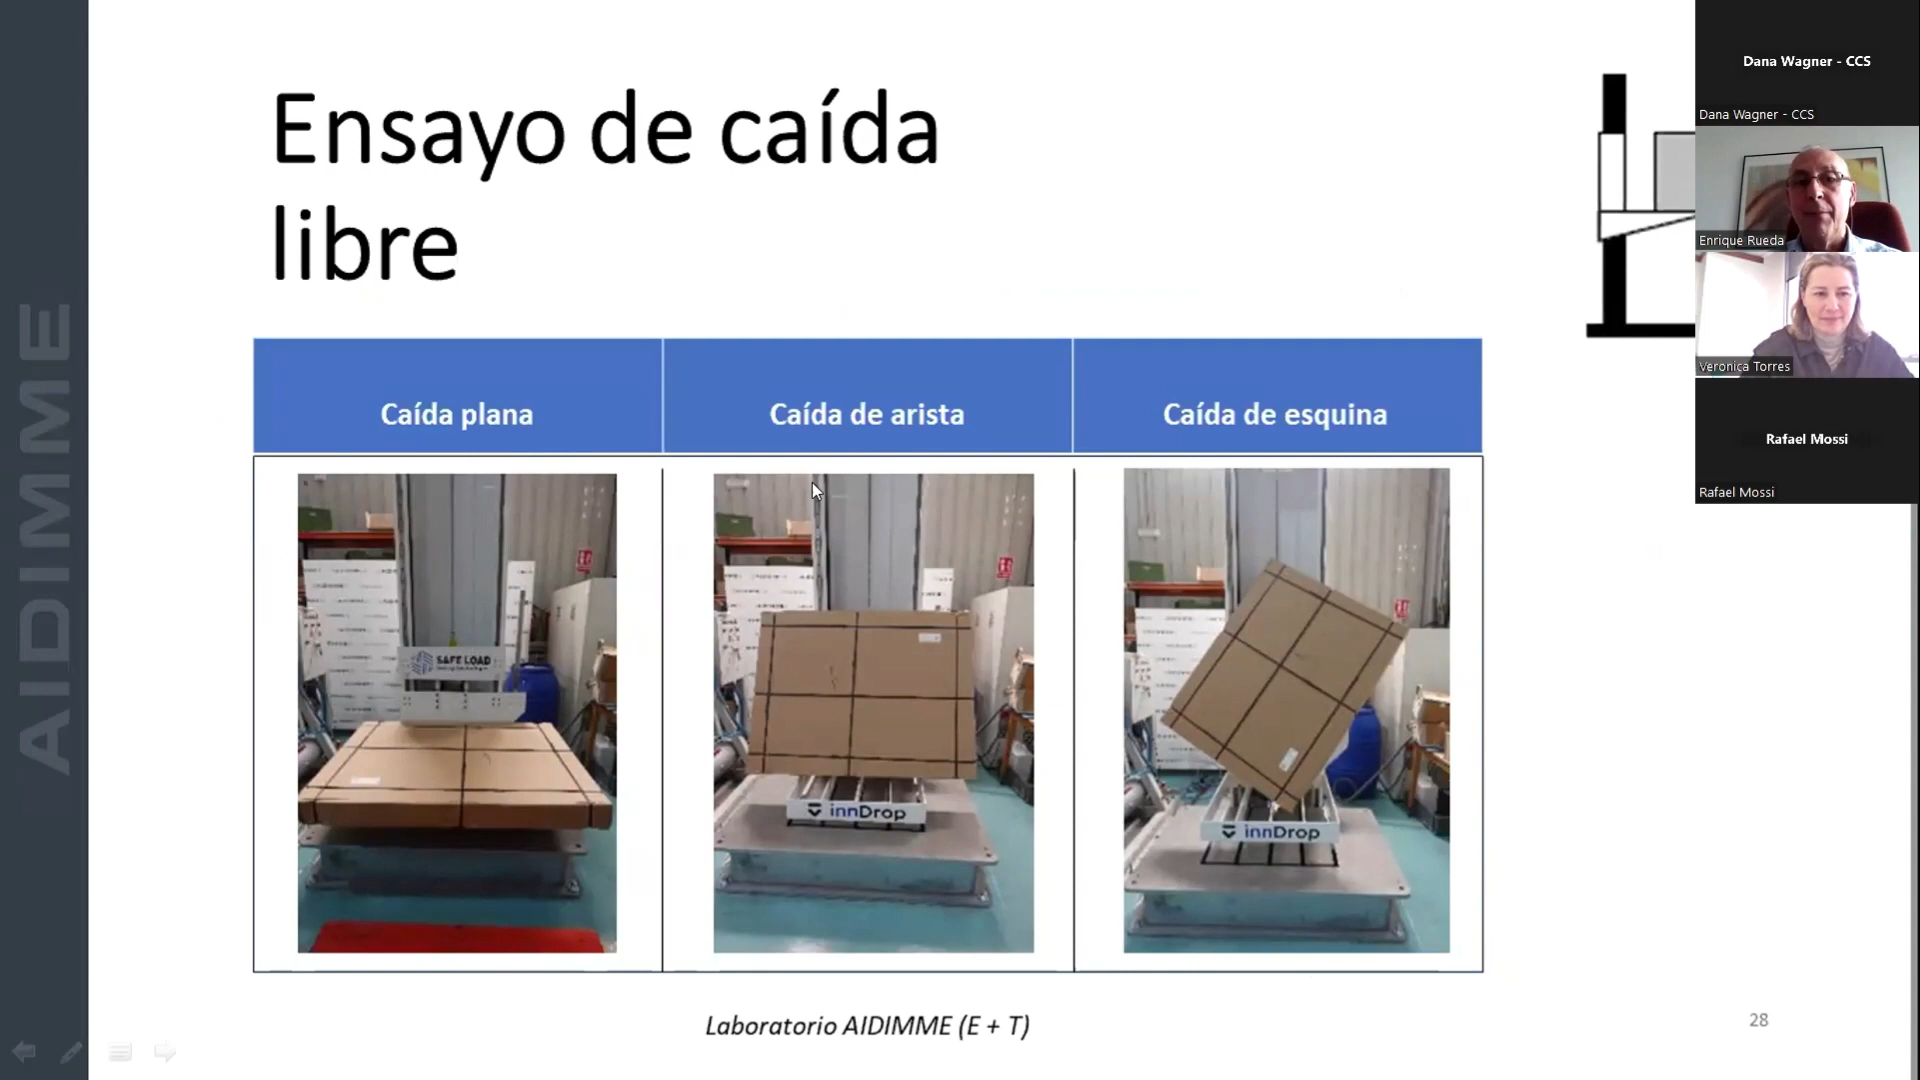 AIDIMME
Ensayo de caída
libre
Caída plana
Caída de arista
Caída de esquina
SAFE LOAD
innDrop
innDrop
Laboratorio AIDIMME (E + T)
28
Dana Wagner - CCS
Dana Wagner - CCS
Enrique Rueda
Veronica Torres
Rafael Mossi
Rafael Mossi